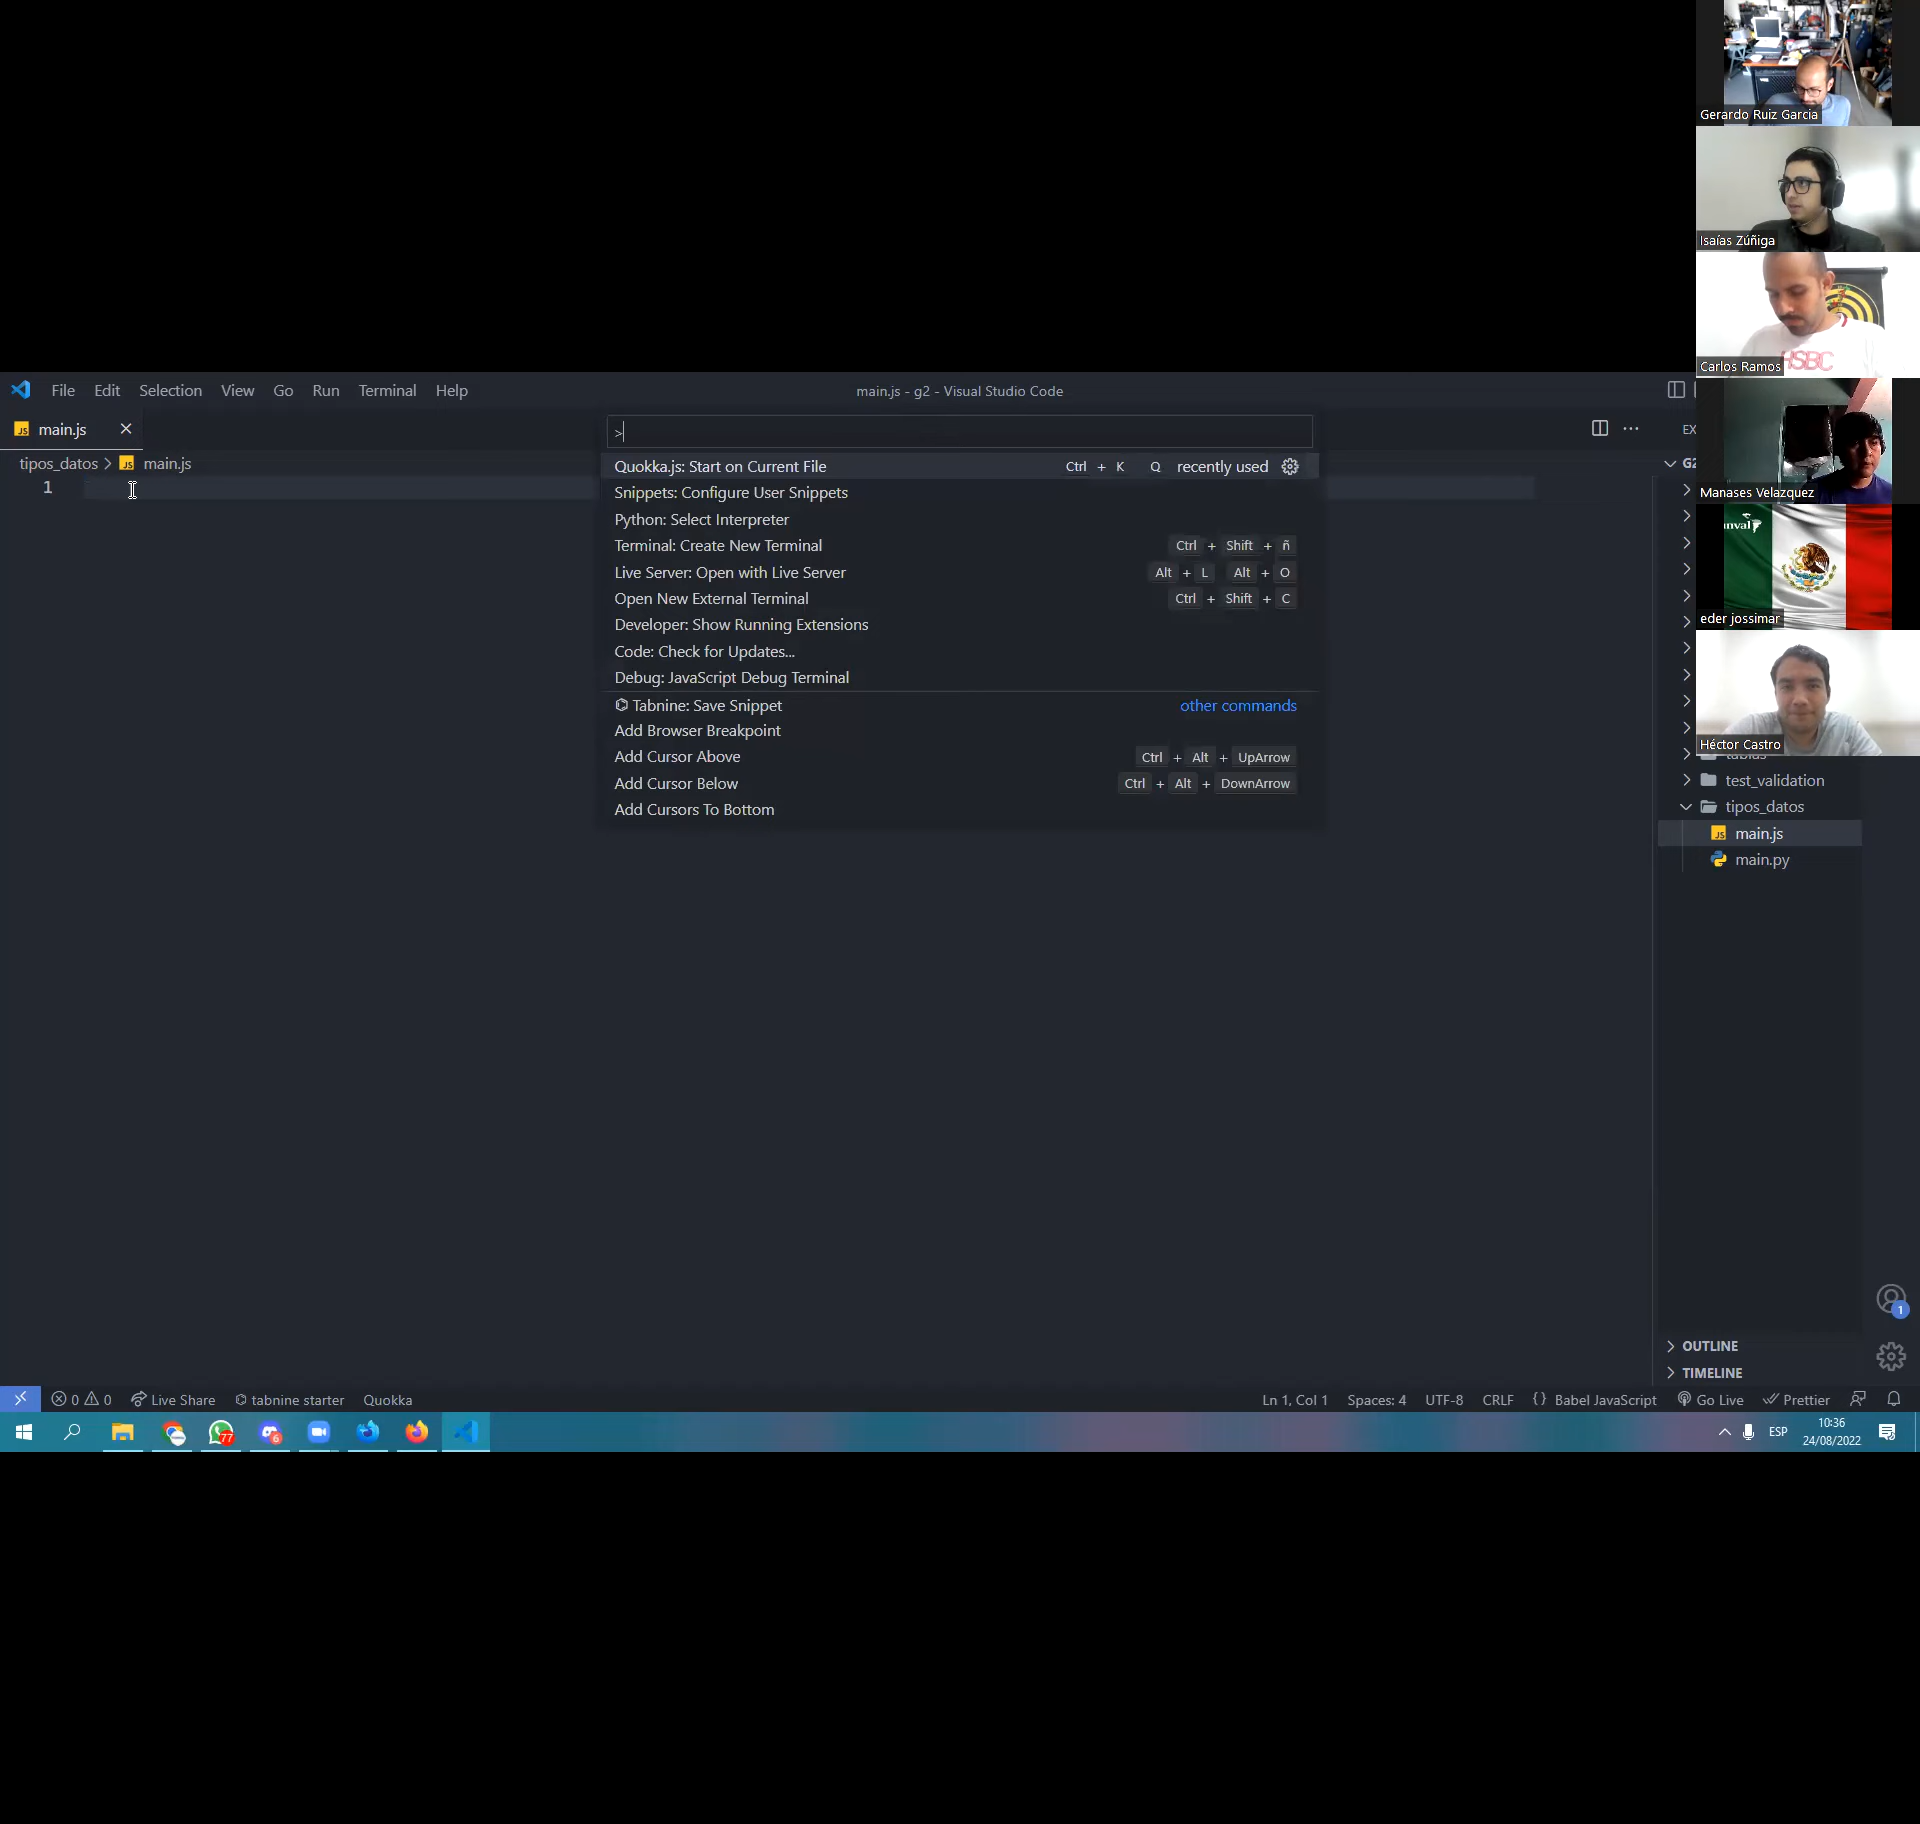 Gerardo Ruiz Garcia
Isaías Zúñiga
HSBC
Carlos Ramos
Manases Velazquez
eder jossimar
Héctor Castro
File Edit Selection View Go Run Terminal Help
main.js - g2 - Visual Studio Code
main.js
tipos_datos > main.js
1
>
Quokka.js: Start on Current File Ctrl + K Q recently used
Snippets: Configure User Snippets
Python: Select Interpreter
Terminal: Create New Terminal Ctrl + Shift + ñ
Live Server: Open with Live Server Alt + L Alt + O
Open New External Terminal Ctrl + Shift + C
Developer: Show Running Extensions
Code: Check for Updates...
Debug: JavaScript Debug Terminal
Tabnine: Save Snippet other commands
Add Browser Breakpoint
Add Cursor Above Ctrl + Alt + UpArrow
Add Cursor Below Ctrl + Alt + DownArrow
Add Cursors To Bottom
EX
G2
test_validation
tipos_datos
main.js
main.py
1
OUTLINE
TIMELINE
0 0 Live Share tabnine starter Quokka
Ln 1, Col 1 Spaces: 4 UTF-8 CRLF {} Babel JavaScript Go Live Prettier
77
6
ESP
10:36
24/08/2022